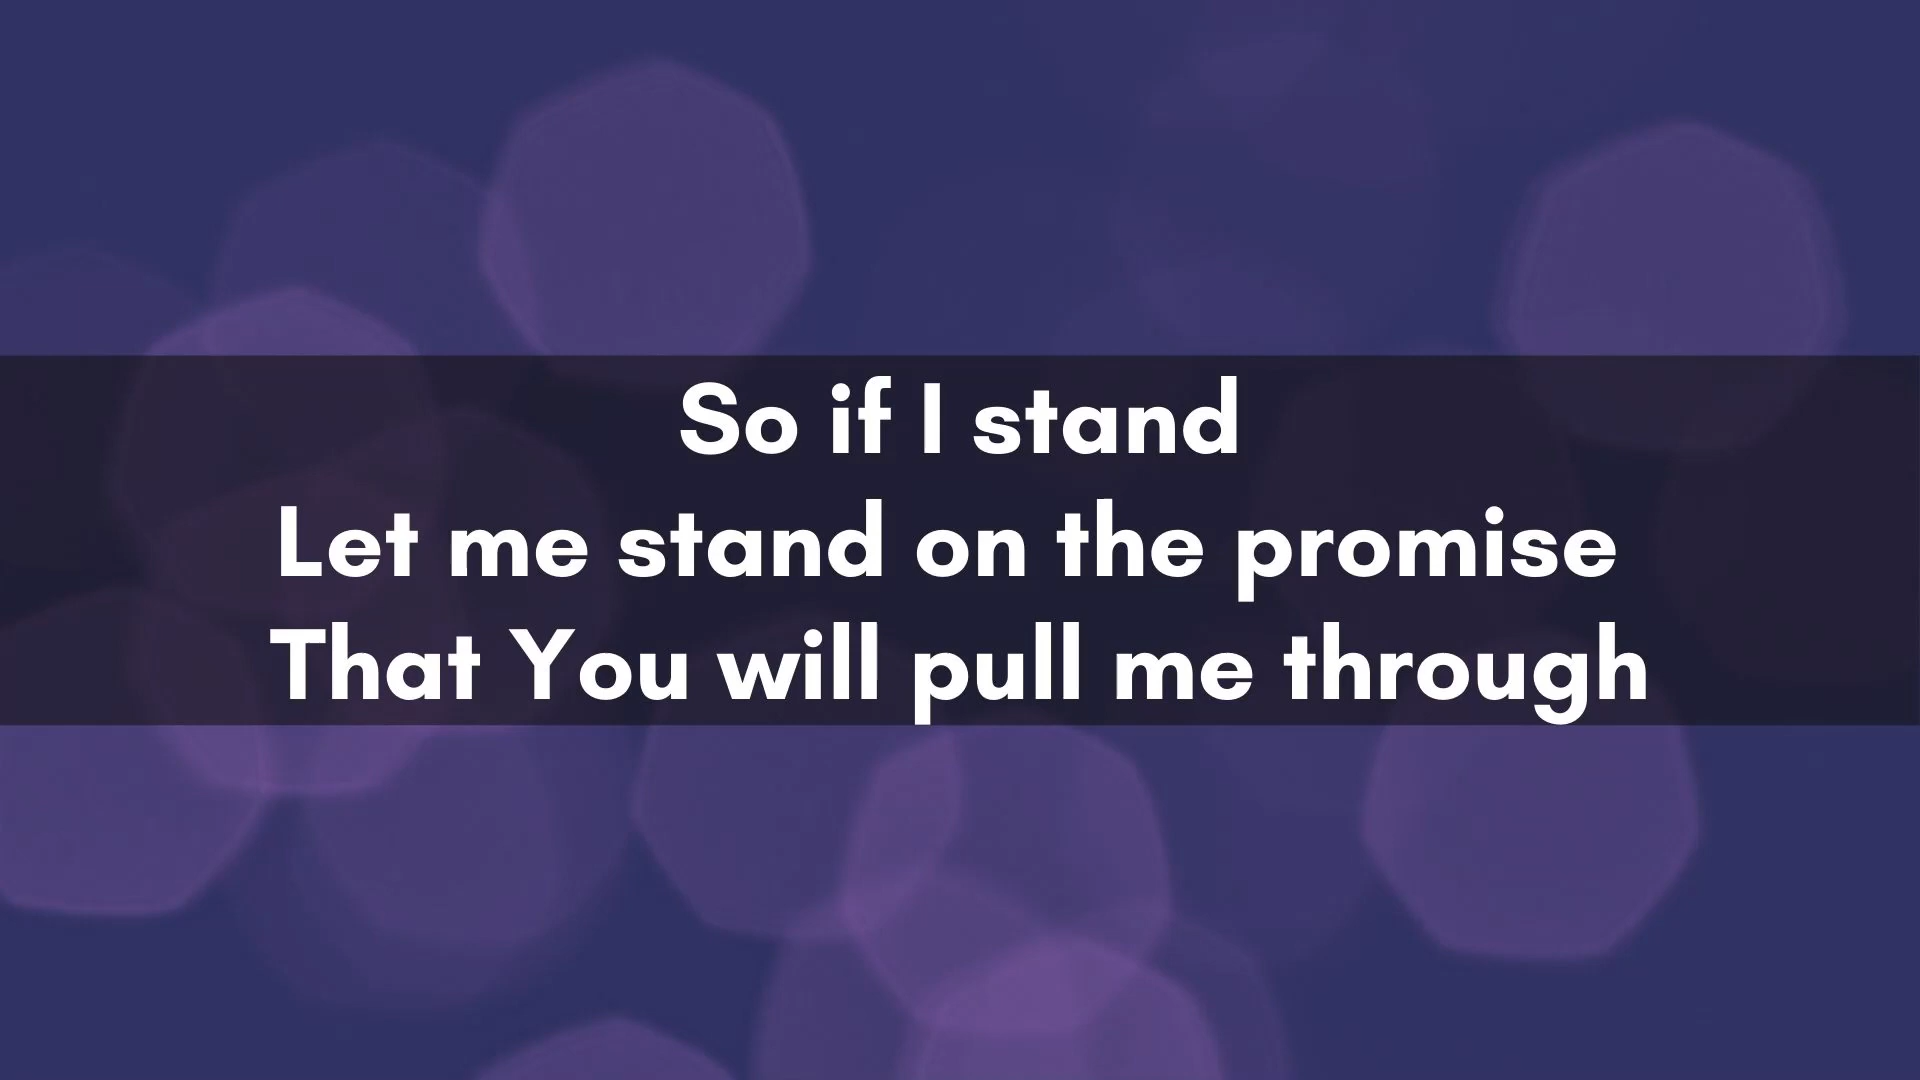 So if I stand
Let me stand on the promise
That You will pull me through